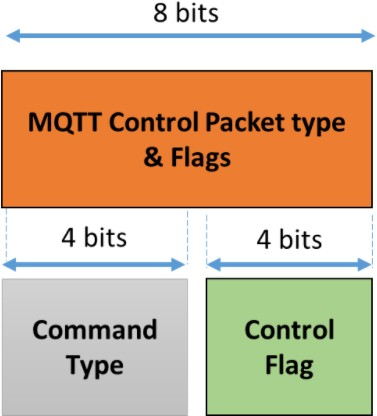 8 bits
MQTT Control Packet type
& Flags
4 bits
4 bits
Command
Type
Control
Flag